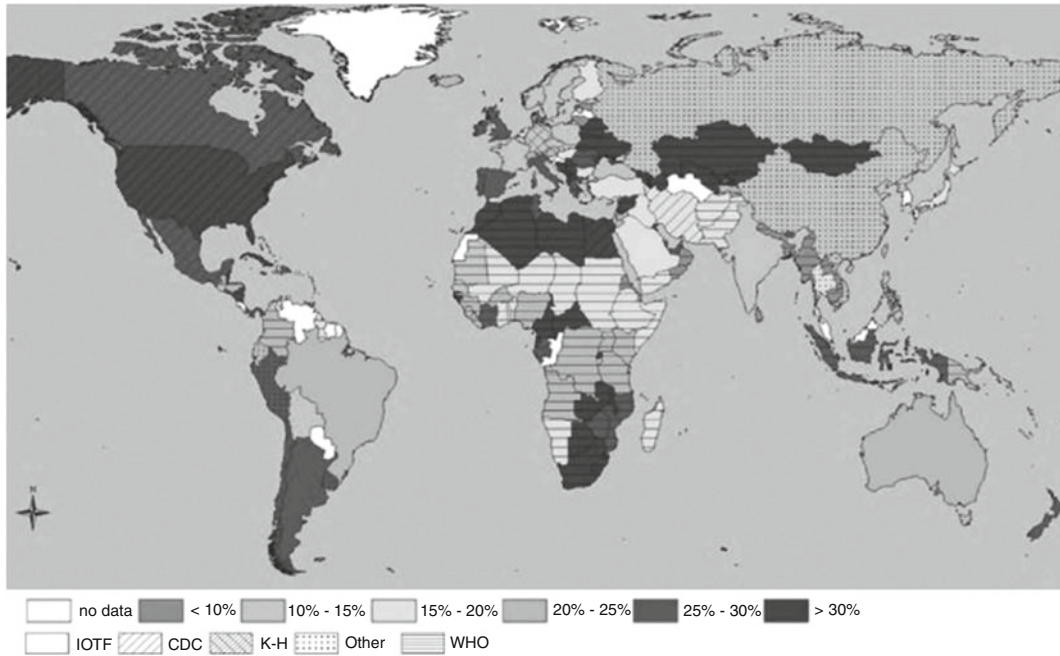 N
no data < 10% 10% - 15% 15% - 20% 20% - 25% 25% - 30% > 30%
IOTF CDC K-H Other WHO